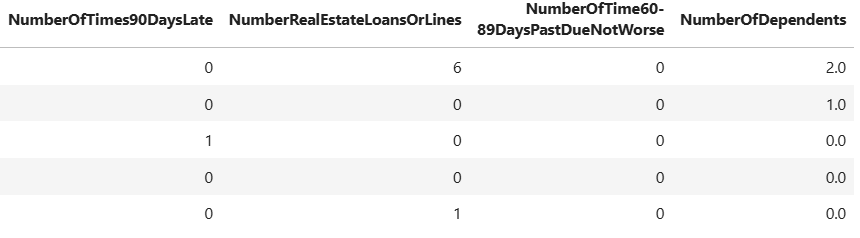 NumberOfTimes90DaysLate NumberRealEstateLoansOrLines NumberOfTime60-89DaysPastDueNotWorse NumberOfDependents
0 6 0 2.0
0 0 0 1.0
1 0 0 0.0
0 0 0 0.0
0 1 0 0.0